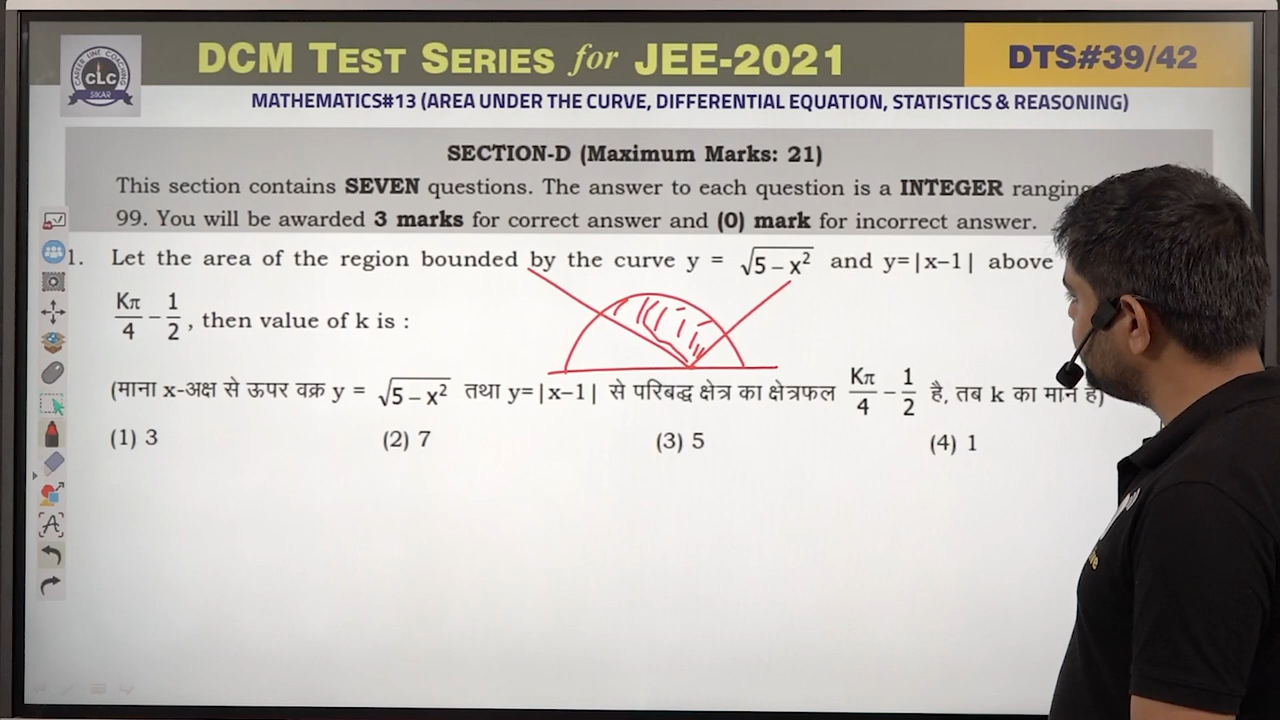 CAREER LINE COACHING
CLC
SIKAR
DCM TEST SERIES for JEE-2021
DTS#39/42
MATHEMATICS#13 (AREA UNDER THE CURVE, DIFFERENTIAL EQUATION, STATISTICS & REASONING)
SECTION-D (Maximum Marks: 21)
This section contains SEVEN questions. The answer to each question is a INTEGER ranging
99. You will be awarded 3 marks for correct answer and (0) mark for incorrect answer.
1. Let the area of the region bounded by the curve y = √(5 – x²) and y=|x–1| above
Kπ/4 – 1/2, then value of k is :
(माना x-अक्ष से ऊपर वक्र y = √(5 – x²) तथा y=|x–1| से परिबद्ध क्षेत्र का क्षेत्रफल Kπ/4 – 1/2 है, तब k का मान है)
(1) 3 (2) 7 (3) 5 (4) 1
A